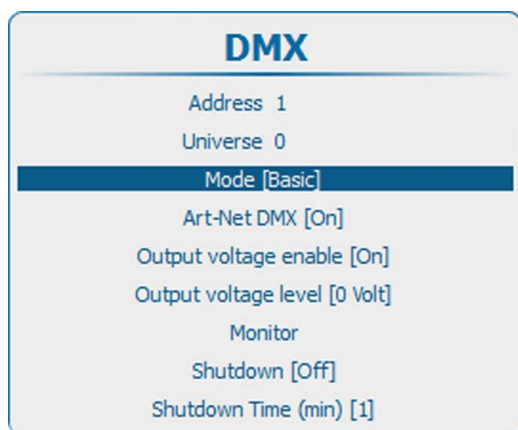 DMX
Address 1
Universe 0
Mode [Basic]
Art-Net DMX [On]
Output voltage enable [On]
Output voltage level [0 Volt]
Monitor
Shutdown [Off]
Shutdown Time (min) [1]